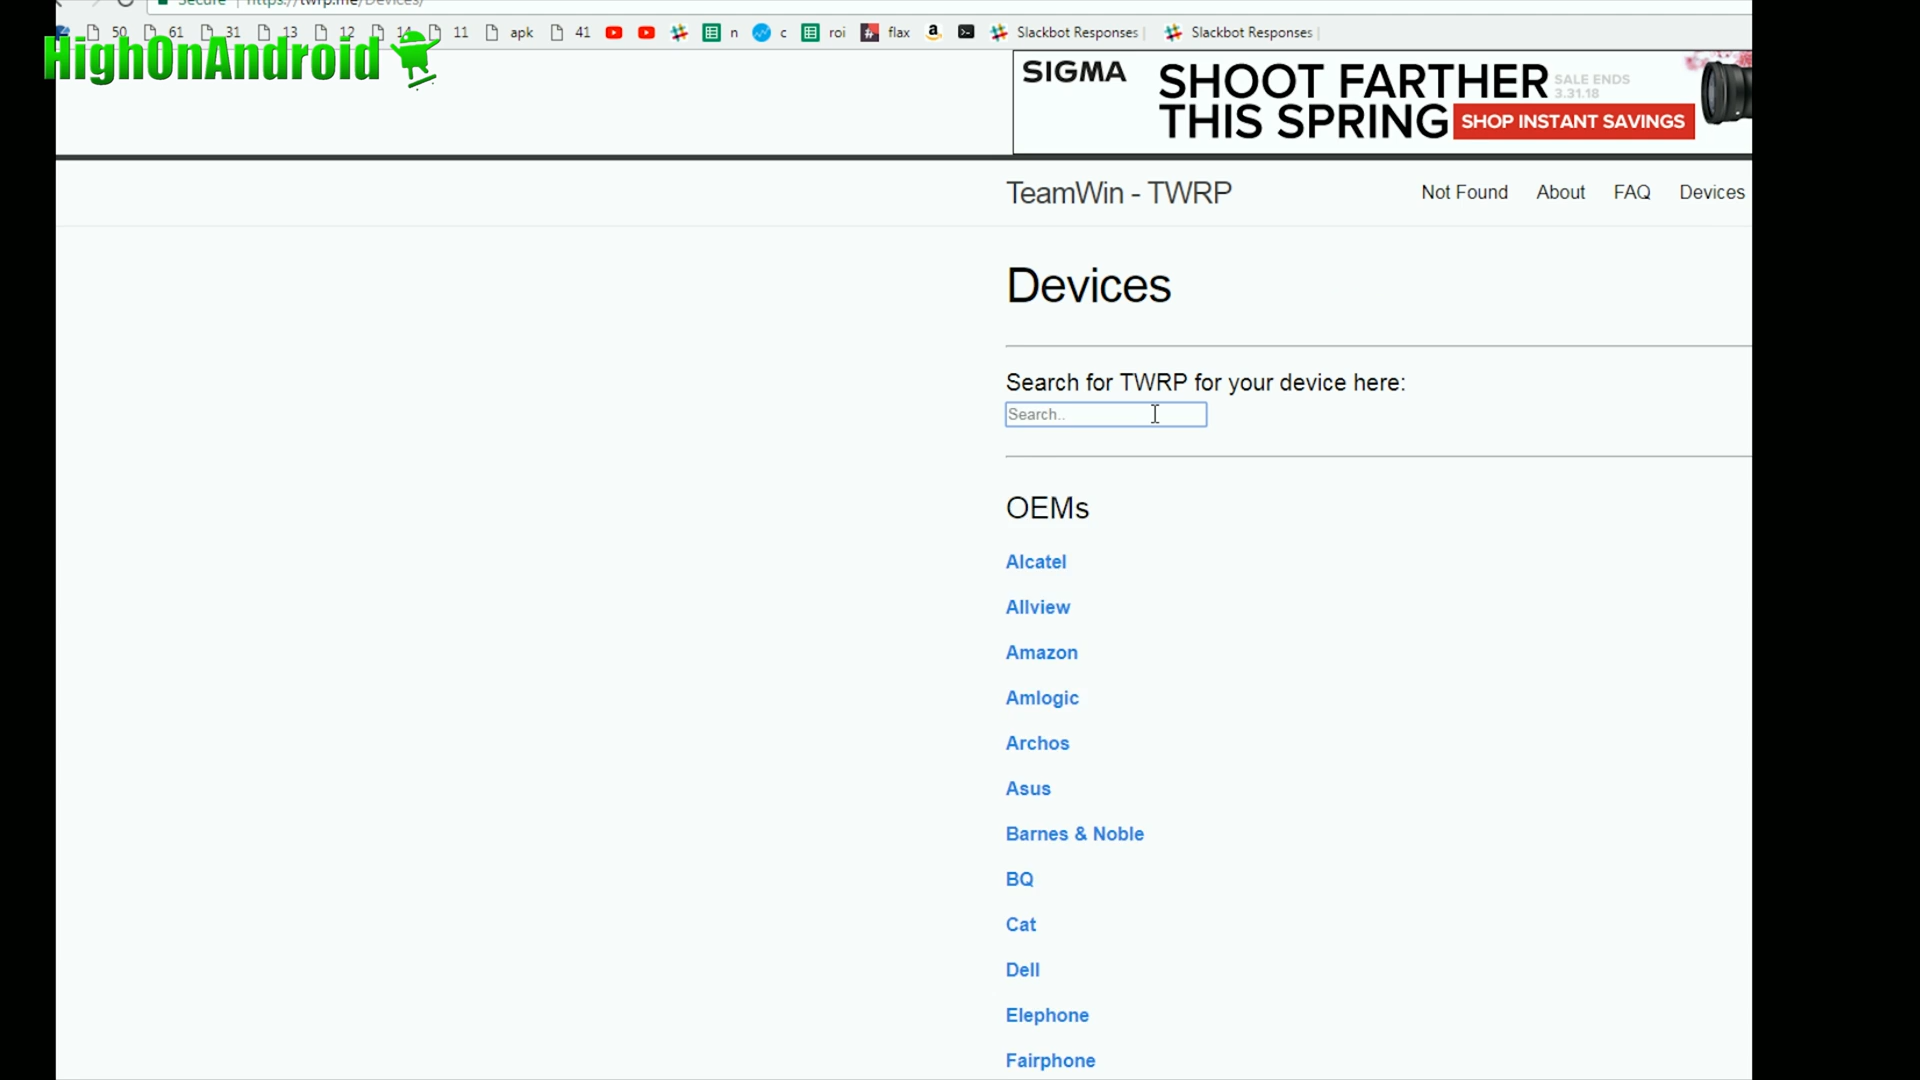 Secure | https://twrp.me/Devices/
50 61 31 13 12 14 11 apk 41 n c roi flax Slackbot Responses Slackbot Responses
HighOnAndroid
SIGMA
SHOOT FARTHER
THIS SPRING
SALE ENDS
3.31.18
SHOP INSTANT SAVINGS
TeamWin - TWRP
Not Found About FAQ Devices
Devices
Search for TWRP for your device here:
Search..
OEMs
Alcatel
Allview
Amazon
Amlogic
Archos
Asus
Barnes & Noble
BQ
Cat
Dell
Elephone
Fairphone